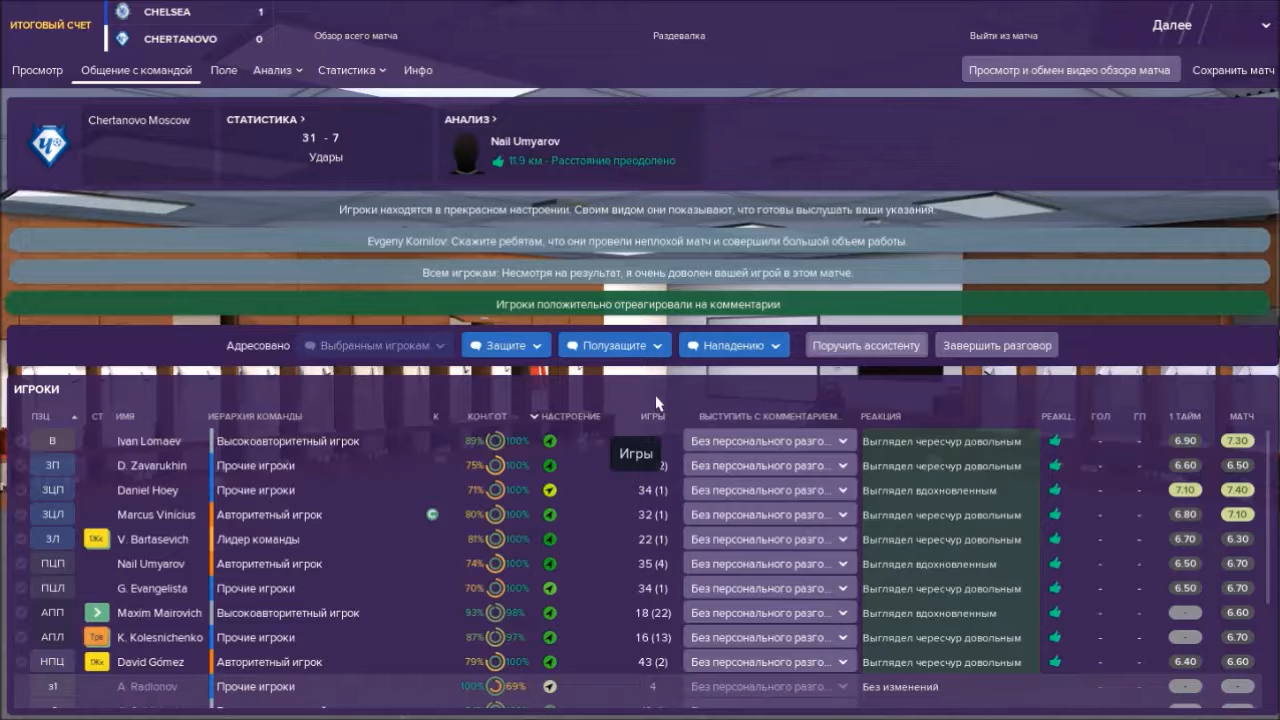 ИТОГОВЫЙ СЧЕТ
CHELSEA 1
CHERTANOVO 0
Обзор всего матча Раздевалка Выйти из матча
Далее
Просмотр Общение с командой Поле Анализ Статистика Инфо
Просмотр и обмен видео обзора матча Сохранить матч
Chertanovo Moscow
СТАТИСТИКА >
31 - 7
Удары
АНАЛИЗ >
Nail Umyarov
11.9 км - Расстояние преодолено
Игроки находятся в прекрасном настроении. Своим видом они показывают, что готовы выслушать ваши указания.
Evgeny Kornilov: Скажите ребятам, что они провели неплохой матч и совершили большой объем работы.
Всем игрокам: Несмотря на результат, я очень доволен вашей игрой в этом матче.
Игроки положительно отреагировали на комментарии
Адресовано Выбранным игрокам Защите Полузащите Нападению Поручить ассистенту Завершить разговор
ИГРОКИ
ПЗЦ СТ ИМЯ ИЕРАРХИЯ КОМАНДЫ К КОН/ГОТ НАСТРОЕНИЕ ИГРЫ ВЫСТУПИТЬ С КОММЕНТАРИЕМ... РЕАКЦИЯ РЕАКЦ... ГОЛ ГП 1 ТАЙМ МАТЧ
В Ivan Lomaev Высокоавторитетный игрок 89% 100% Без персонального разго... Выглядел чересчур довольным - - 6.90 7.30
Игры
ЗП D. Zavarukhin Прочие игроки 75% 100% 2) Без персонального разго... Выглядел чересчур довольным - - 6.60 6.50
ЗЦП Daniel Hoey Прочие игроки 71% 100% 34 (1) Без персонального разго... Выглядел вдохновленным - - 7.10 7.40
ЗЦЛ Marcus Vinícius Авторитетный игрок C 80% 100% 32 (1) Без персонального разго... Выглядел чересчур довольным - - 6.80 7.10
ЗЛ 1Жк V. Bartasevich Лидер команды 81% 100% 22 (1) Без персонального разго... Выглядел чересчур довольным - - 6.70 6.30
ПЦП Nail Umyarov Авторитетный игрок 74% 100% 35 (4) Без персонального разго... Выглядел вдохновленным - - 6.50 6.70
ПЦЛ G. Evangelista Прочие игроки 70% 100% 34 (1) Без персонального разго... Выглядел чересчур довольным - - 6.50 6.70
АПП Maxim Mairovich Высокоавторитетный игрок 93% 98% 18 (22) Без персонального разго... Выглядел вдохновленным - - - 6.60
АПЛ Трв K. Kolesnichenko Прочие игроки 87% 97% 16 (13) Без персонального разго... Выглядел чересчур довольным - - - 6.70
НПЦ 1Жк David Gómez Авторитетный игрок 79% 100% 43 (2) Без персонального разго... Выглядел чересчур довольным - - 6.40 6.60
з1 A. Radionov Прочие игроки 100% 69% 4 Без персонального разго... Без изменений - - - -